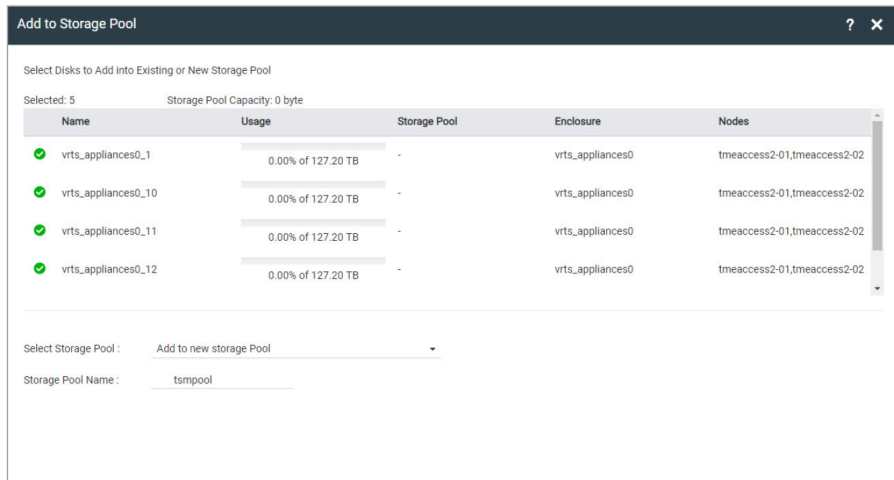 Add to Storage Pool ? ×
Select Disks to Add into Existing or New Storage Pool
Selected: 5 Storage Pool Capacity: 0 byte
Name Usage Storage Pool Enclosure Nodes
vrts_appliances0_1 0.00% of 127.20 TB - vrts_appliances0 tmeaccess2-01,tmeaccess2-02
vrts_appliances0_10 0.00% of 127.20 TB - vrts_appliances0 tmeaccess2-01,tmeaccess2-02
vrts_appliances0_11 0.00% of 127.20 TB - vrts_appliances0 tmeaccess2-01,tmeaccess2-02
vrts_appliances0_12 0.00% of 127.20 TB - vrts_appliances0 tmeaccess2-01,tmeaccess2-02
Select Storage Pool : Add to new storage Pool
Storage Pool Name : tsmpool